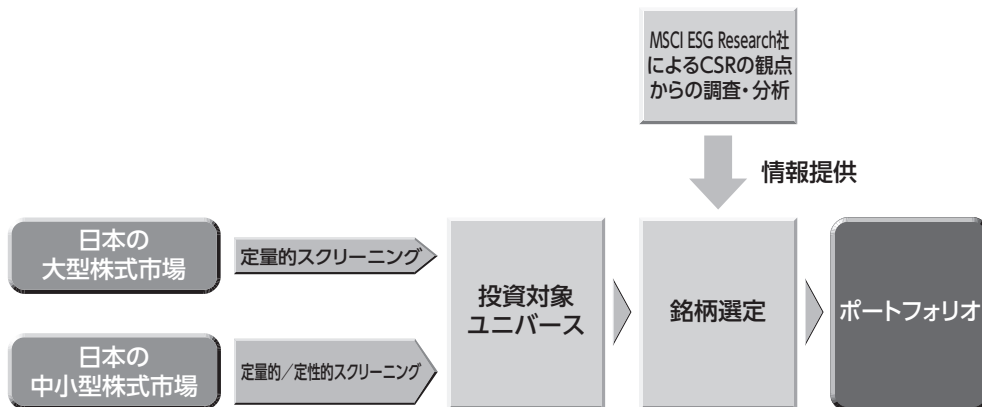 MSCI ESG Research社
によるCSRの観点
からの調査・分析
情報提供
日本の
大型株式市場
定量的スクリーニング
日本の
中小型株式市場
定量的／定性的スクリーニング
投資対象
ユニバース
銘柄選定
ポートフォリオ